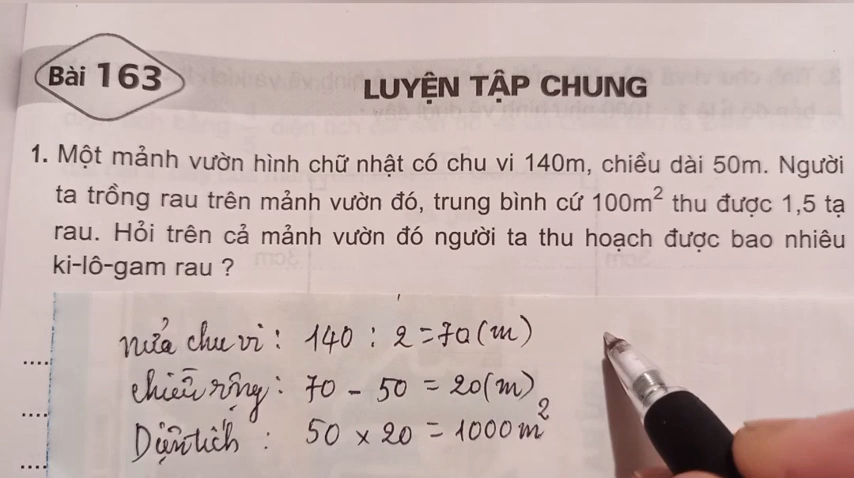 Bài 163
LUYỆN TẬP CHUNG
1. Một mảnh vườn hình chữ nhật có chu vi 140m, chiều dài 50m. Người
ta trồng rau trên mảnh vườn đó, trung bình cứ 100m² thu được 1,5 tạ
rau. Hỏi trên cả mảnh vườn đó người ta thu hoạch được bao nhiêu
ki-lô-gam rau ?
nửa chu vi : 140 : 2 = 70 (m)
chiều rộng : 70 - 50 = 20 (m)
Diện tích : 50 x 20 = 1000 m²